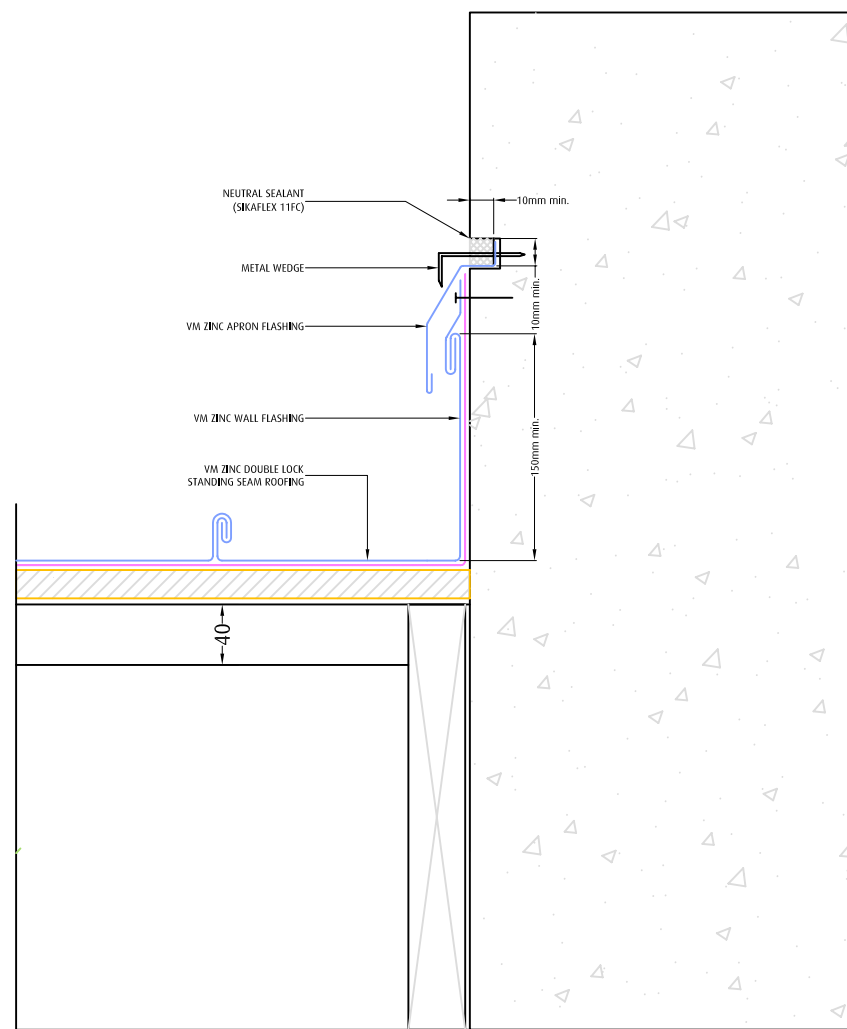 NEUTRAL SEALANT
(SIKAFLEX 11FC)
10mm min.
METAL WEDGE
10mm min.
VM ZINC APRON FLASHING
VM ZINC WALL FLASHING
150mm min.
VM ZINC DOUBLE LOCK
STANDING SEAM ROOFING
40